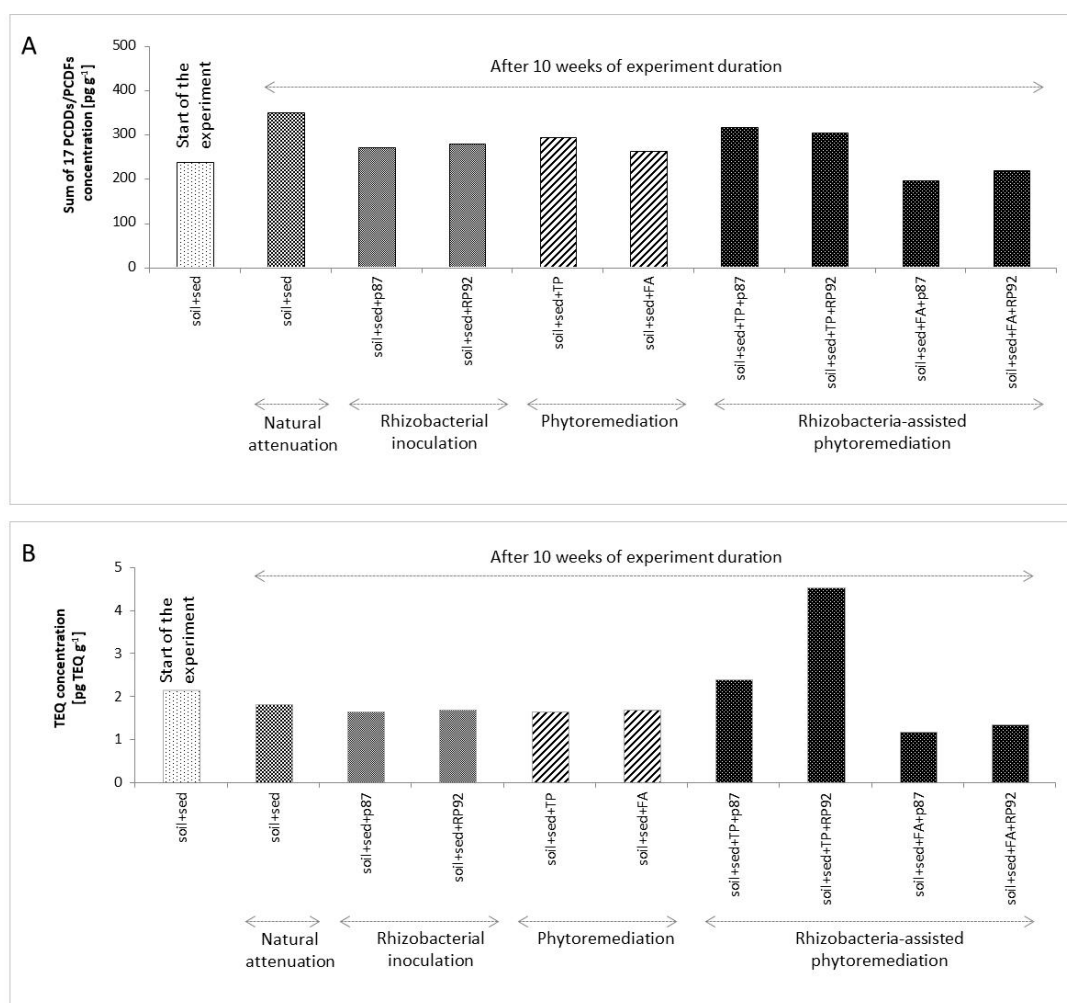 A
Sum of 17 PCDDs/PCDFs
concentration [pg g-1]
500
400
300
200
100
0
Start of the
experiment
After 10 weeks of experiment duration
soil+sed
soil+sed
soil+sed+p87
soil+sed+RP92
soil+sed+TP
soil+sed+FA
soil+sed+TP+p87
soil+sed+TP+RP92
soil+sed+FA+p87
soil+sed+FA+RP92
Natural
attenuation
Rhizobacterial
inoculation
Phytoremediation
Rhizobacteria-assisted
phytoremediation
B
TEQ concentration
[pg TEQ g-1]
5
4
3
2
1
0
Start of the
experiment
After 10 weeks of experiment duration
soil+sed
soil+sed
soil+sed+p87
soil+sed+RP92
soil+sed+TP
soil+sed+FA
soil+sed+TP+p87
soil+sed+TP+RP92
soil+sed+FA+p87
soil+sed+FA+RP92
Natural
attenuation
Rhizobacterial
inoculation
Phytoremediation
Rhizobacteria-assisted
phytoremediation